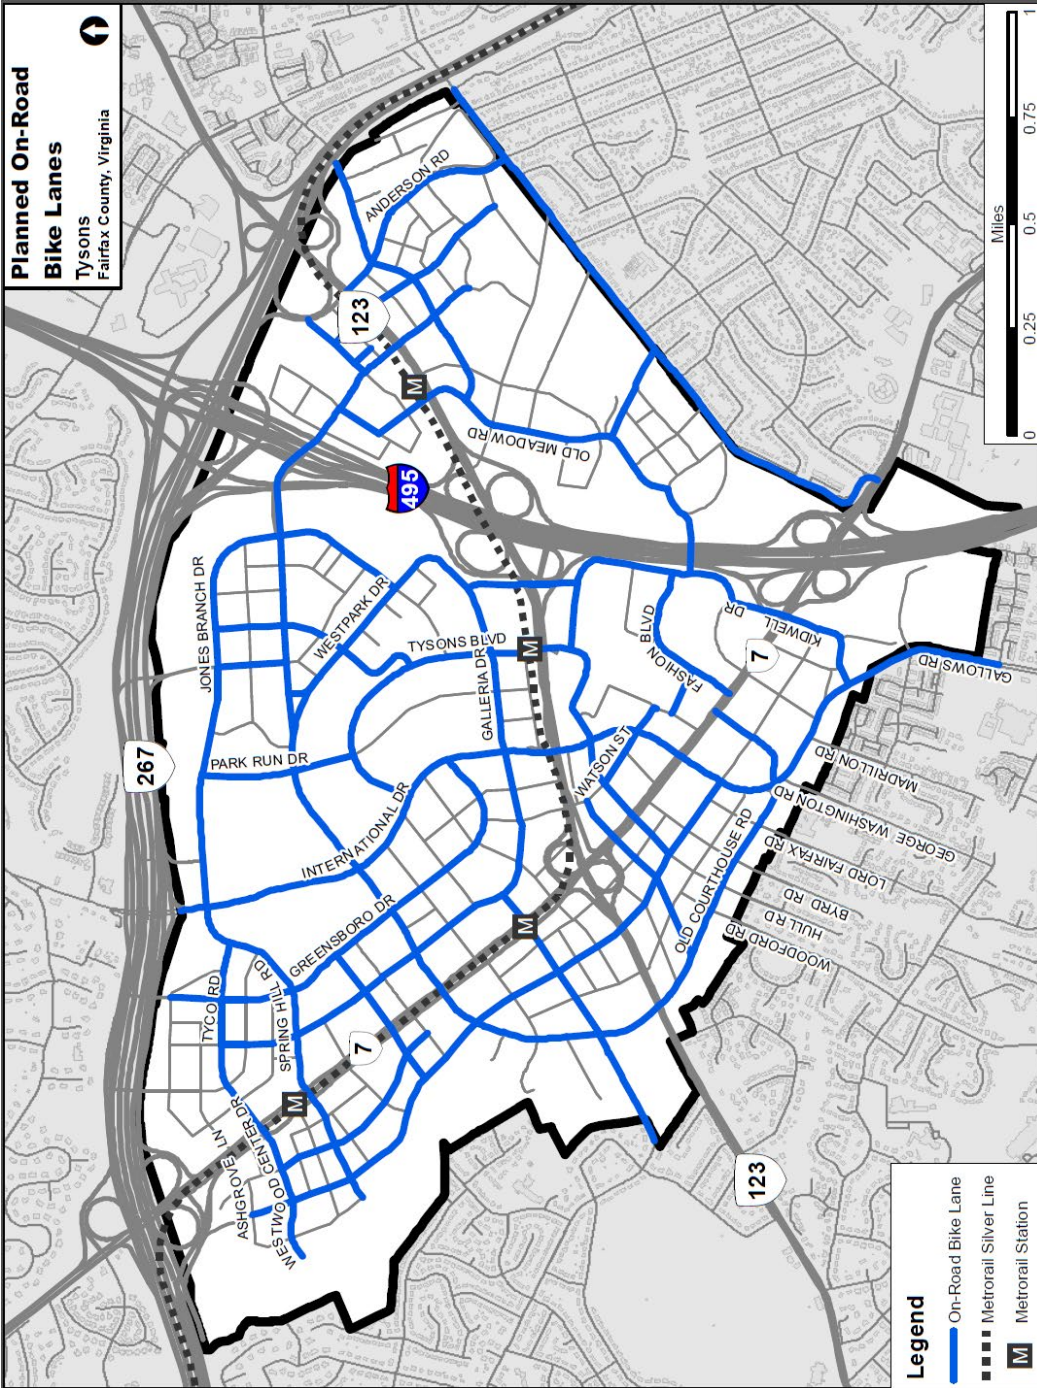 Planned On-Road
Bike Lanes
Tysons
Fairfax County, Virginia
ANDERSON RD
123
M
OLD MEADOW RD
495
JONES BRANCH DR
WESTPARK DR
TYSONS BLVD
GALLERIA DR
M
FASHION BLVD
KIDWELL DR
7
GALLOWS RD
267
PARK RUN DR
INTERNATIONAL DR
WATSON ST
MADRILLON RD
GEORGE WASHINGTON RD
LORD FAIRFAX RD
BYRD RD
HULL RD
WOODFORD RD
OLD COURTHOUSE RD
GREENSBORO DR
M
TYCO RD
SPRING HILL RD
7
M
ASHGROVE LN
WESTWOOD CENTER DR
123
Miles
0 0.25 0.5 0.75 1
Legend
On-Road Bike Lane
Metrorail Silver Line
M Metrorail Station